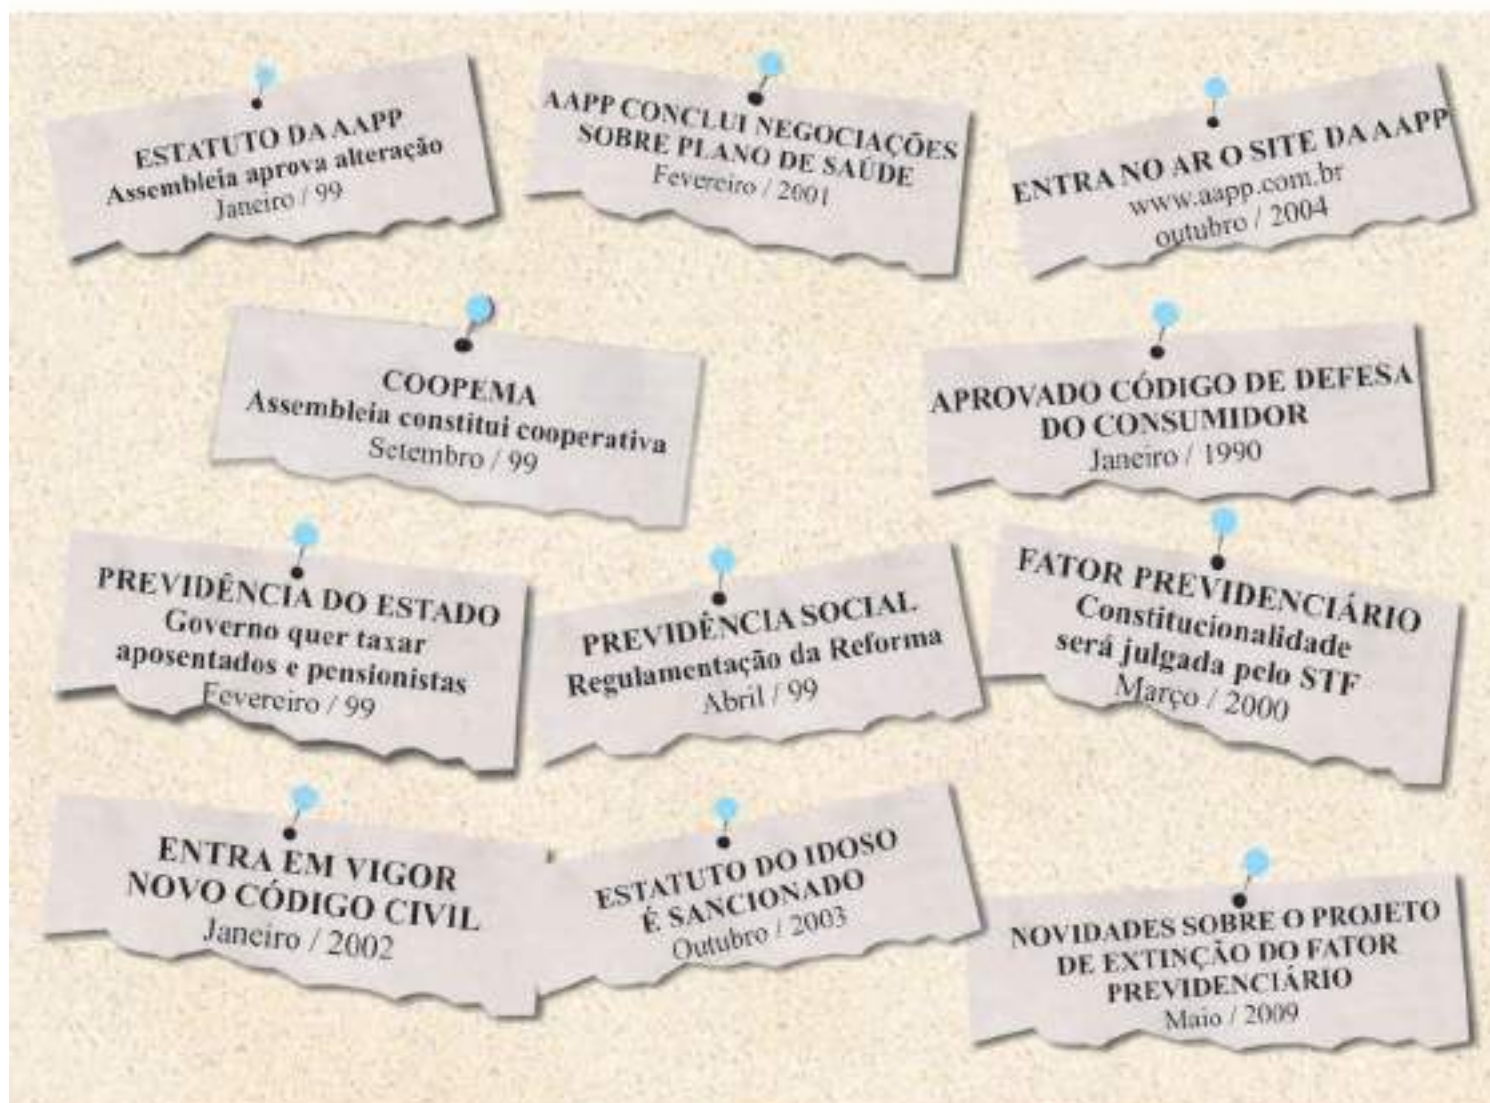 ESTATUTO DA AAPP
Assembleia aprova alteração
Janeiro / 99
AAPP CONCLUI NEGOCIAÇÕES
SOBRE PLANO DE SAÚDE
Fevereiro / 2001
ENTRA NO AR O SITE DA AAPP
www.aapp.com.br
outubro / 2004
COOPEMA
Assembleia constitui cooperativa
Setembro / 99
APROVADO CÓDIGO DE DEFESA
DO CONSUMIDOR
Janeiro / 1990
PREVIDÊNCIA DO ESTADO
Governo quer taxar
aposentados e pensionistas
Fevereiro / 99
PREVIDÊNCIA SOCIAL
Regulamentação da Reforma
Abril / 99
FATOR PREVIDENCIÁRIO
Constitucionalidade
será julgada pelo STF
Março / 2000
ENTRA EM VIGOR
NOVO CÓDIGO CIVIL
Janeiro / 2002
ESTATUTO DO IDOSO
É SANCIONADO
Outubro / 2003
NOVIDADES SOBRE O PROJETO
DE EXTINÇÃO DO FATOR
PREVIDENCIÁRIO
Maio / 2009